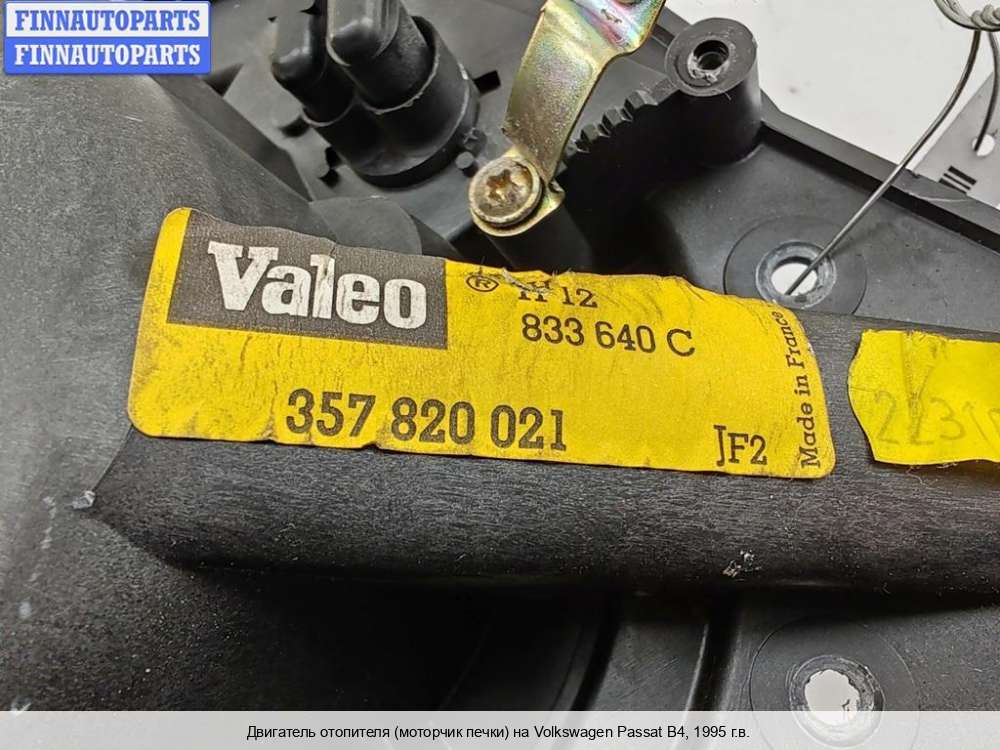 FINNAUTOPARTS
FINNAUTOPARTS
Valeo ® H 12
833 640 C
357 820 021
JF2
Made in France
Двигатель отопителя (моторчик печки) на Volkswagen Passat B4, 1995 г.в.